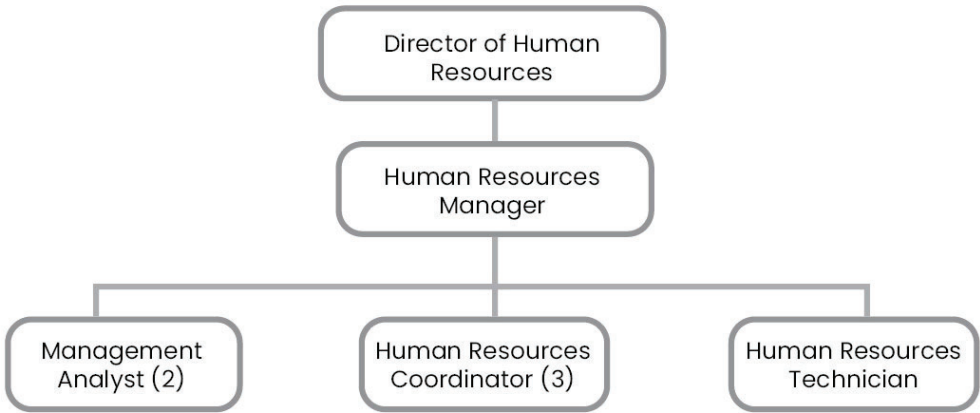 Director of Human
Resources
Human Resources
Manager
Management
Analyst (2)
Human Resources
Coordinator (3)
Human Resources
Technician